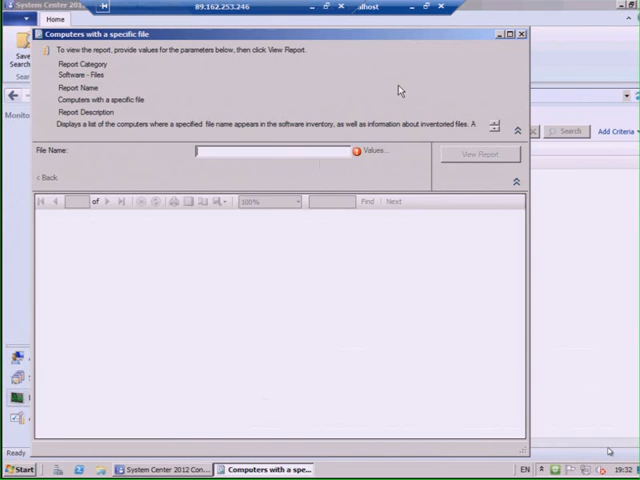 System Center 2012
89.162.253.246
lhost
Home
Save
Search
Computers with a specific file
To view the report, provide values for the parameters below, then click View Report.
Report Category
Software - Files
Report Name
Computers with a specific file
Report Description
Displays a list of the computers where a specified file name appears in the software inventory, as well as information about inventoried files. A
Monito
Search
Add Criteria
File Name:
Values...
View Report
< Back
of
100%
Find
Next
Ready
Start
System Center 2012 Con...
Computers with a spe...
EN
19:32